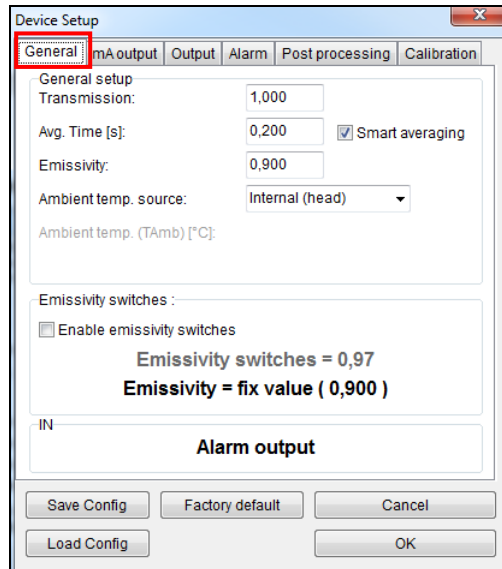 Device Setup
General mA output Output Alarm Post processing Calibration
General setup
Transmission: 1,000
Avg. Time [s]: 0,200 Smart averaging
Emissivity: 0,900
Ambient temp. source: Internal (head)
Ambient temp. (TAmb) [°C]:
Emissivity switches :
Enable emissivity switches
Emissivity switches = 0,97
Emissivity = fix value ( 0,900 )
IN
Alarm output
Save Config Factory default Cancel
Load Config OK